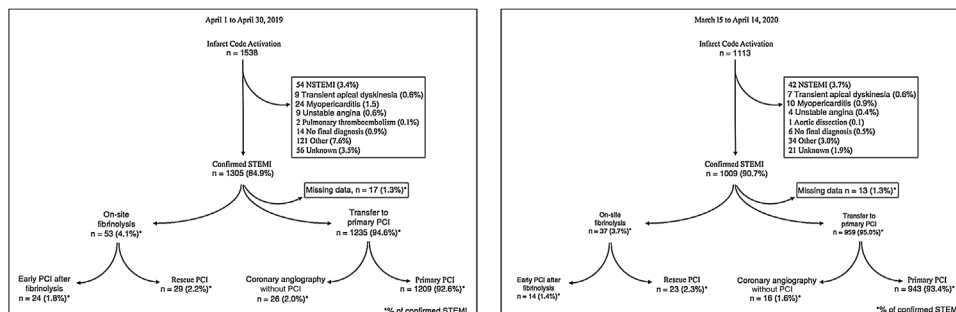 April 1 to April 30, 2019
Infarct Code Activation
n = 1538
54 NSTEMI (3.4%)
9 Transient apical dyskinesia (0.6%)
24 Myopericarditis (1.5)
9 Unstable angina (0.6%)
2 Pulmonary thromboembolism (0.1%)
14 No final diagnosis (0.9%)
121 Other (7.6%)
56 Unknown (3.5%)
Confirmed STEMI
n = 1305 (84.9%)
Missing data, n = 17 (1.3%)*
On-site
fibrinolysis
n = 53 (4.1%)*
Transfer to
primary PCI
n = 1235 (94.6%)*
Early PCI after
fibrinolysis
n = 24 (1.8%)*
Rescue PCI
n = 29 (2.2%)*
Coronary angiography
without PCI
n = 26 (2.0%)*
Primary PCI
n = 1209 (92.6%)*
*% of confirmed STEMI
March 15 to April 14, 2020
Infarct Code Activation
n = 1113
42 NSTEMI (3.7%)
7 Transient apical dyskinesia (0.6%)
10 Myopericarditis (0.9%)
4 Unstable angina (0.4%)
1 Aortic dissection (0.1)
6 No final diagnosis (0.5%)
34 Other (3.0%)
21 Unknown (1.9%)
Confirmed STEMI
n = 1009 (90.7%)
Missing data n = 13 (1.3%)*
On-site
fibrinolysis
n = 37 (3.7%)*
Transfer to
primary PCI
n = 959 (95.0%)*
Early PCI after
fibrinolysis
n = 14 (1.4%)*
Rescue PCI
n = 23 (2.3%)*
Coronary angiography
without PCI
n = 16 (1.6%)*
Primary PCI
n = 943 (93.4%)*
*% of confirmed STEMI